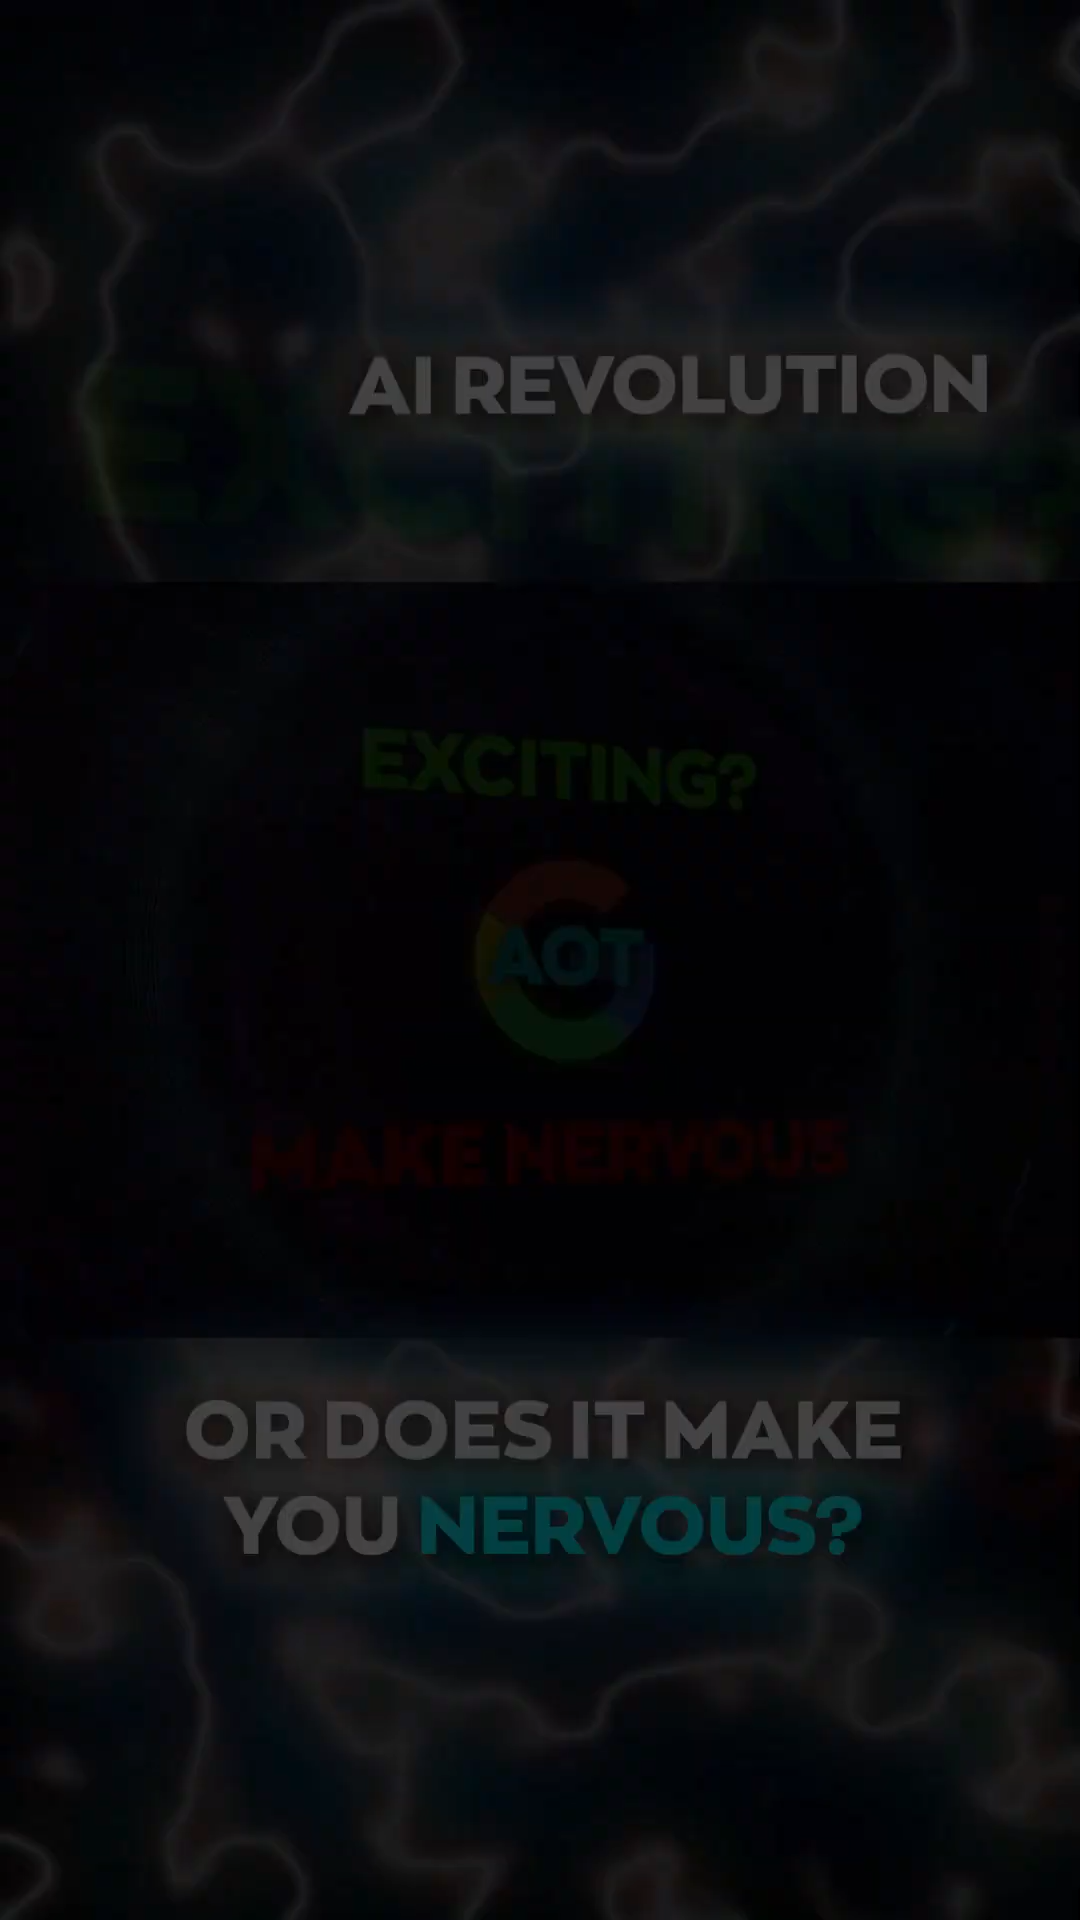 AI REVOLUTION
EXCITING?
AOT
MAKE NERVOUS
OR DOES IT MAKE
YOU NERVOUS?